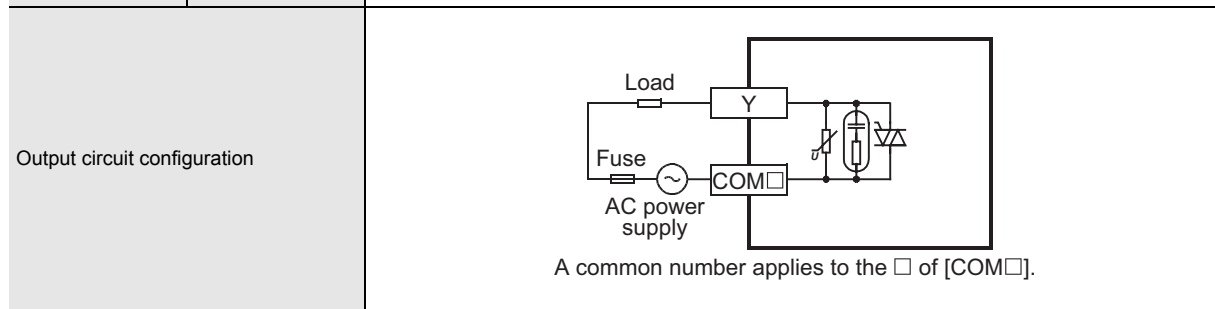 Output circuit configuration
Load
Y
Fuse
COM□
AC power
supply
U
A common number applies to the □ of [COM□].